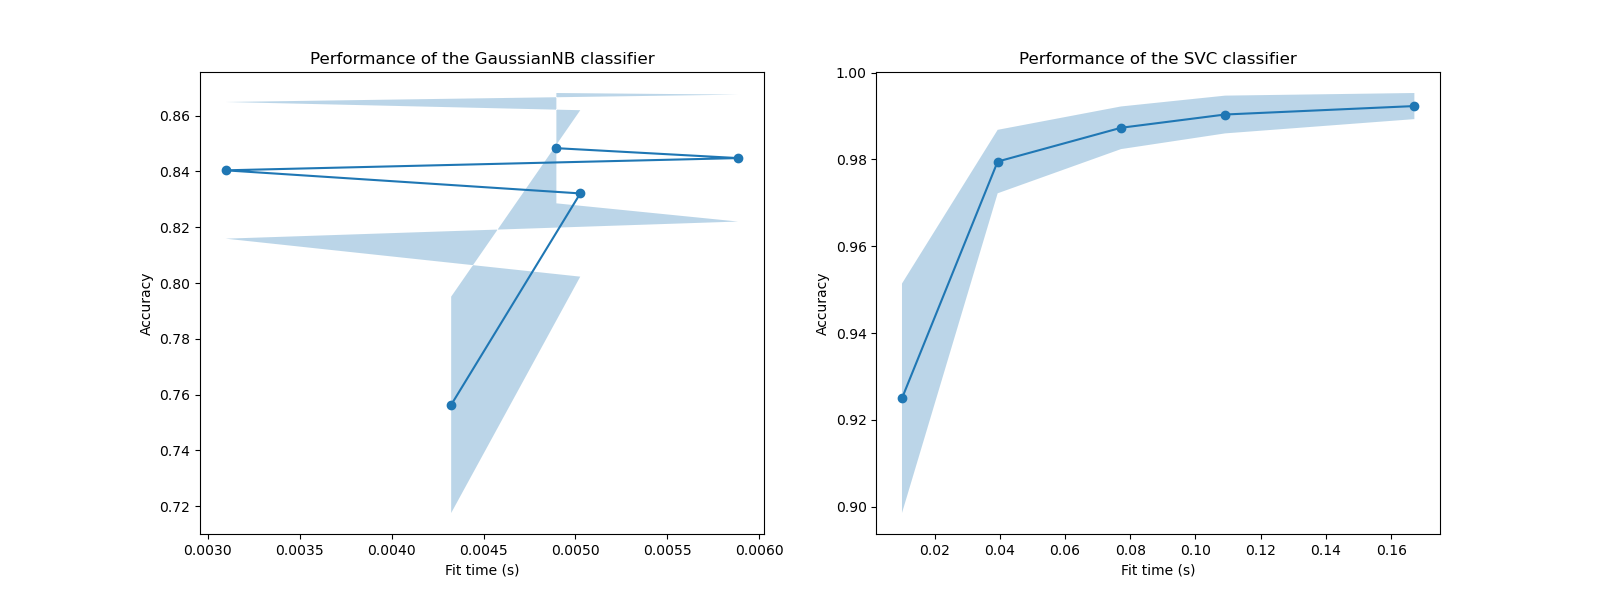 Performance of the GaussianNB classifier
Accuracy
0.86
0.84
0.82
0.80
0.78
0.76
0.74
0.72
0.0030 0.0035 0.0040 0.0045 0.0050 0.0055 0.0060
Fit time (s)
Performance of the SVC classifier
Accuracy
1.00
0.98
0.96
0.94
0.92
0.90
0.02 0.04 0.06 0.08 0.10 0.12 0.14 0.16
Fit time (s)